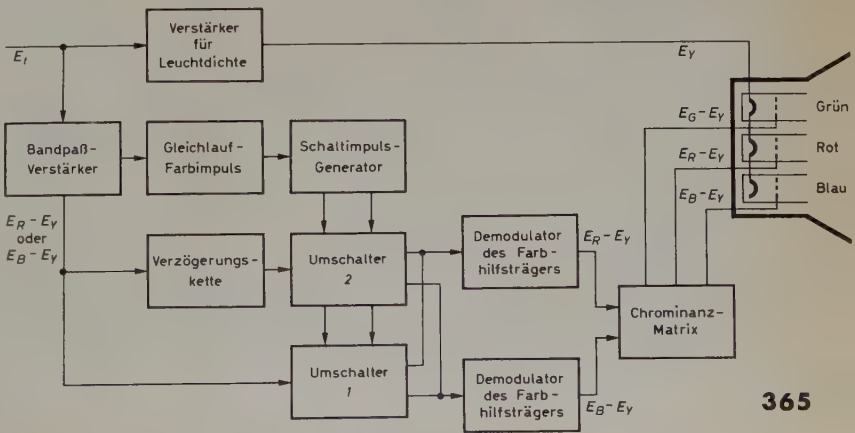 Verstärker
für
Leuchtdichte
E_t
E_Y
E_G – E_Y
Grün
Bandpaß-
Verstärker
Gleichlauf-
Farbimpuls
Schaltimpuls-
Generator
E_R – E_Y
Rot
E_B – E_Y
Blau
E_R – E_Y
oder
E_B – E_Y
Verzögerungs-
kette
Umschalter
2
Demodulator
des Farb-
hilfsträgers
E_R – E_Y
Chrominanz-
Matrix
Umschalter
1
Demodulator
des Farb-
hilfsträgers
E_B – E_Y
365